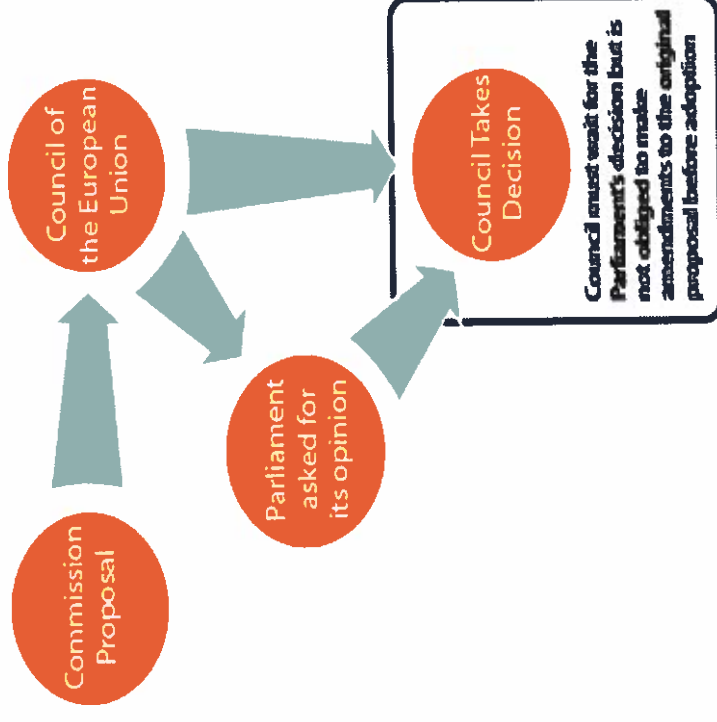 Commission
Proposal
Council of
the European
Union
Parliament
asked for
its opinion
Council Takes
Decision
Council must wait for the
Parliament's decision but is
not obliged to make
amendments to the original
proposal before adoption